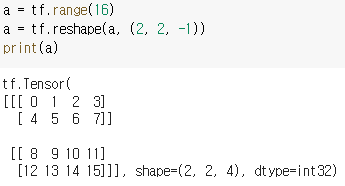 a = tf.range(16)
a = tf.reshape(a, (2, 2, -1))
print(a)
tf.Tensor(
[[[ 0 1 2 3]
[ 4 5 6 7]]
[[ 8 9 10 11]
[12 13 14 15]]], shape=(2, 2, 4), dtype=int32)